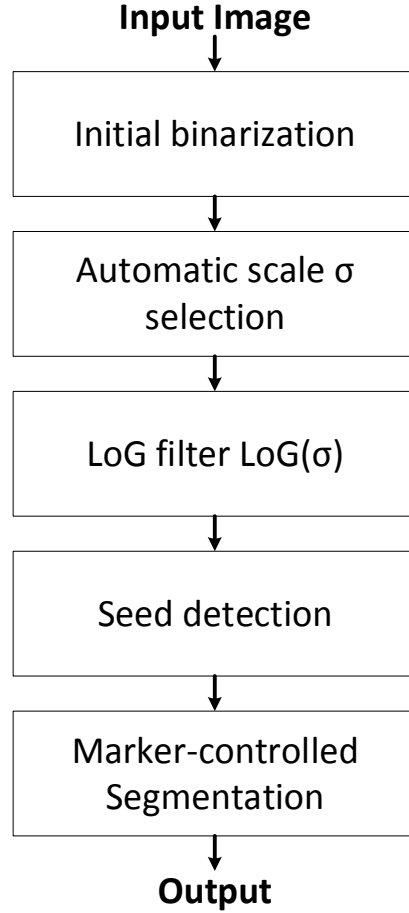 Input Image
Initial binarization
Automatic scale σ
selection
LoG filter LoG(σ)
Seed detection
Marker-controlled
Segmentation
Output